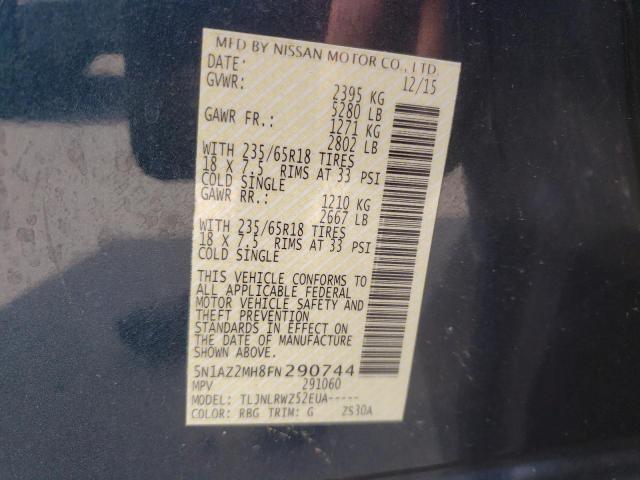 MFD BY NISSAN MOTOR CO., LTD.
DATE: 12/15
GVWR: 2395 KG
5280 LB
GAWR FR.: 1271 KG
2802 LB
WITH 235/65R18 TIRES
18 X 7.5 RIMS AT 33 PSI
COLD SINGLE
GAWR RR.: 1210 KG
2667 LB
WITH 235/65R18 TIRES
18 X 7.5 RIMS AT 33 PSI
COLD SINGLE
THIS VEHICLE CONFORMS TO
ALL APPLICABLE FEDERAL
MOTOR VEHICLE SAFETY AND
THEFT PREVENTION
STANDARDS IN EFFECT ON
THE DATE OF MANUFACTURE
SHOWN ABOVE.
5N1AZ2MH8FN290744
MPV 291060
MODEL: TLJNLRWZ52EUA-----
COLOR: RBG TRIM: G ZS30A